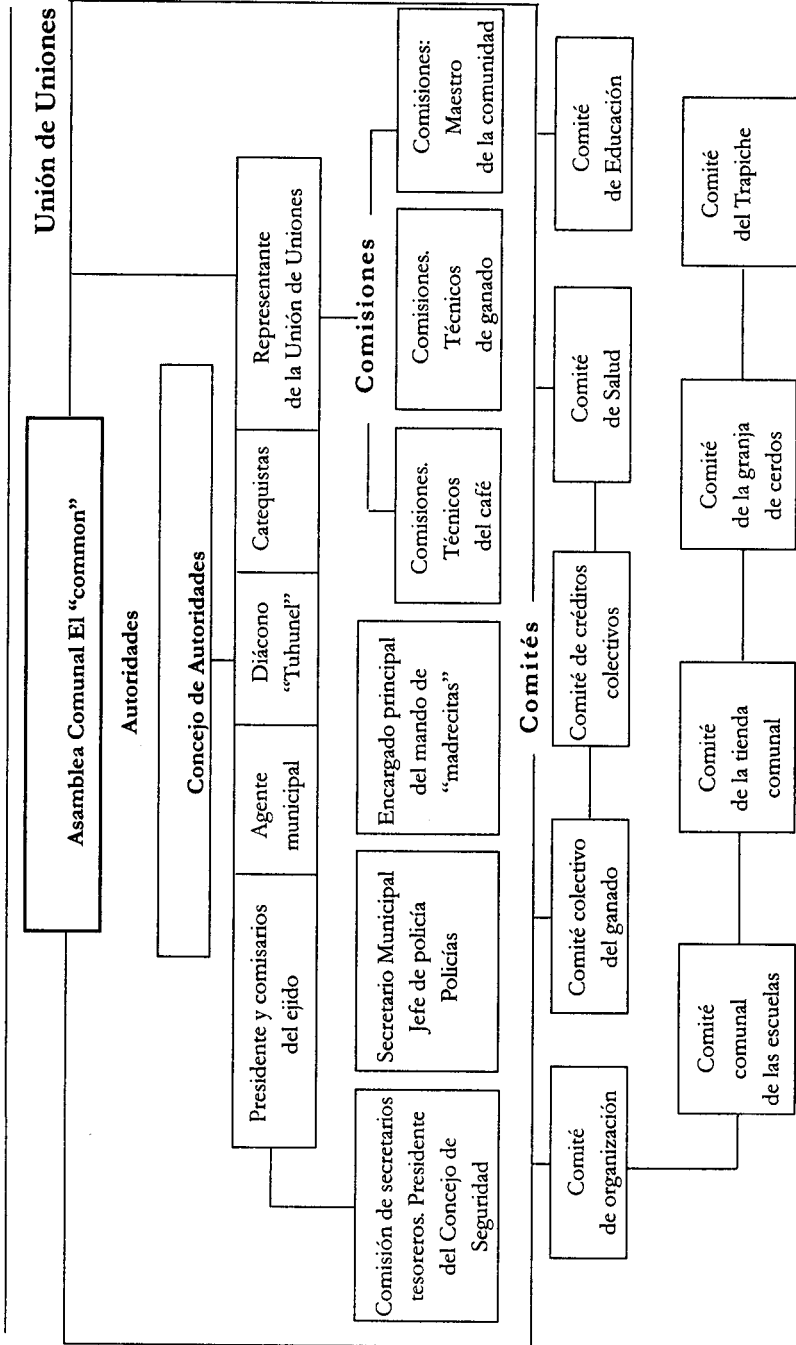 Unión de Uniones
Asamblea Comunal El “common”
Autoridades
Concejo de Autoridades
Presidente y comisarios
del ejido
Agente
municipal
Diácono
“Tuhunel”
Catequistas
Representante
de la Unión de Uniones
Comisión de secretarios
tesoreros. Presidente
del Concejo de
Seguridad
Secretario Municipal
Jefe de policía
Policías
Encargado principal
del mando de
“madrecitas”
Comisiones
Comisiones.
Técnicos
del café
Comisiones.
Técnicos
de ganado
Comisiones:
Maestro
de la comunidad
Comités
Comité
de organización
Comité colectivo
del ganado
Comité de créditos
colectivos
Comité
de Salud
Comité
de Educación
Comité
comunal
de las escuelas
Comité
de la tienda
comunal
Comité
de la granja
de cerdos
Comité
del Trapiche